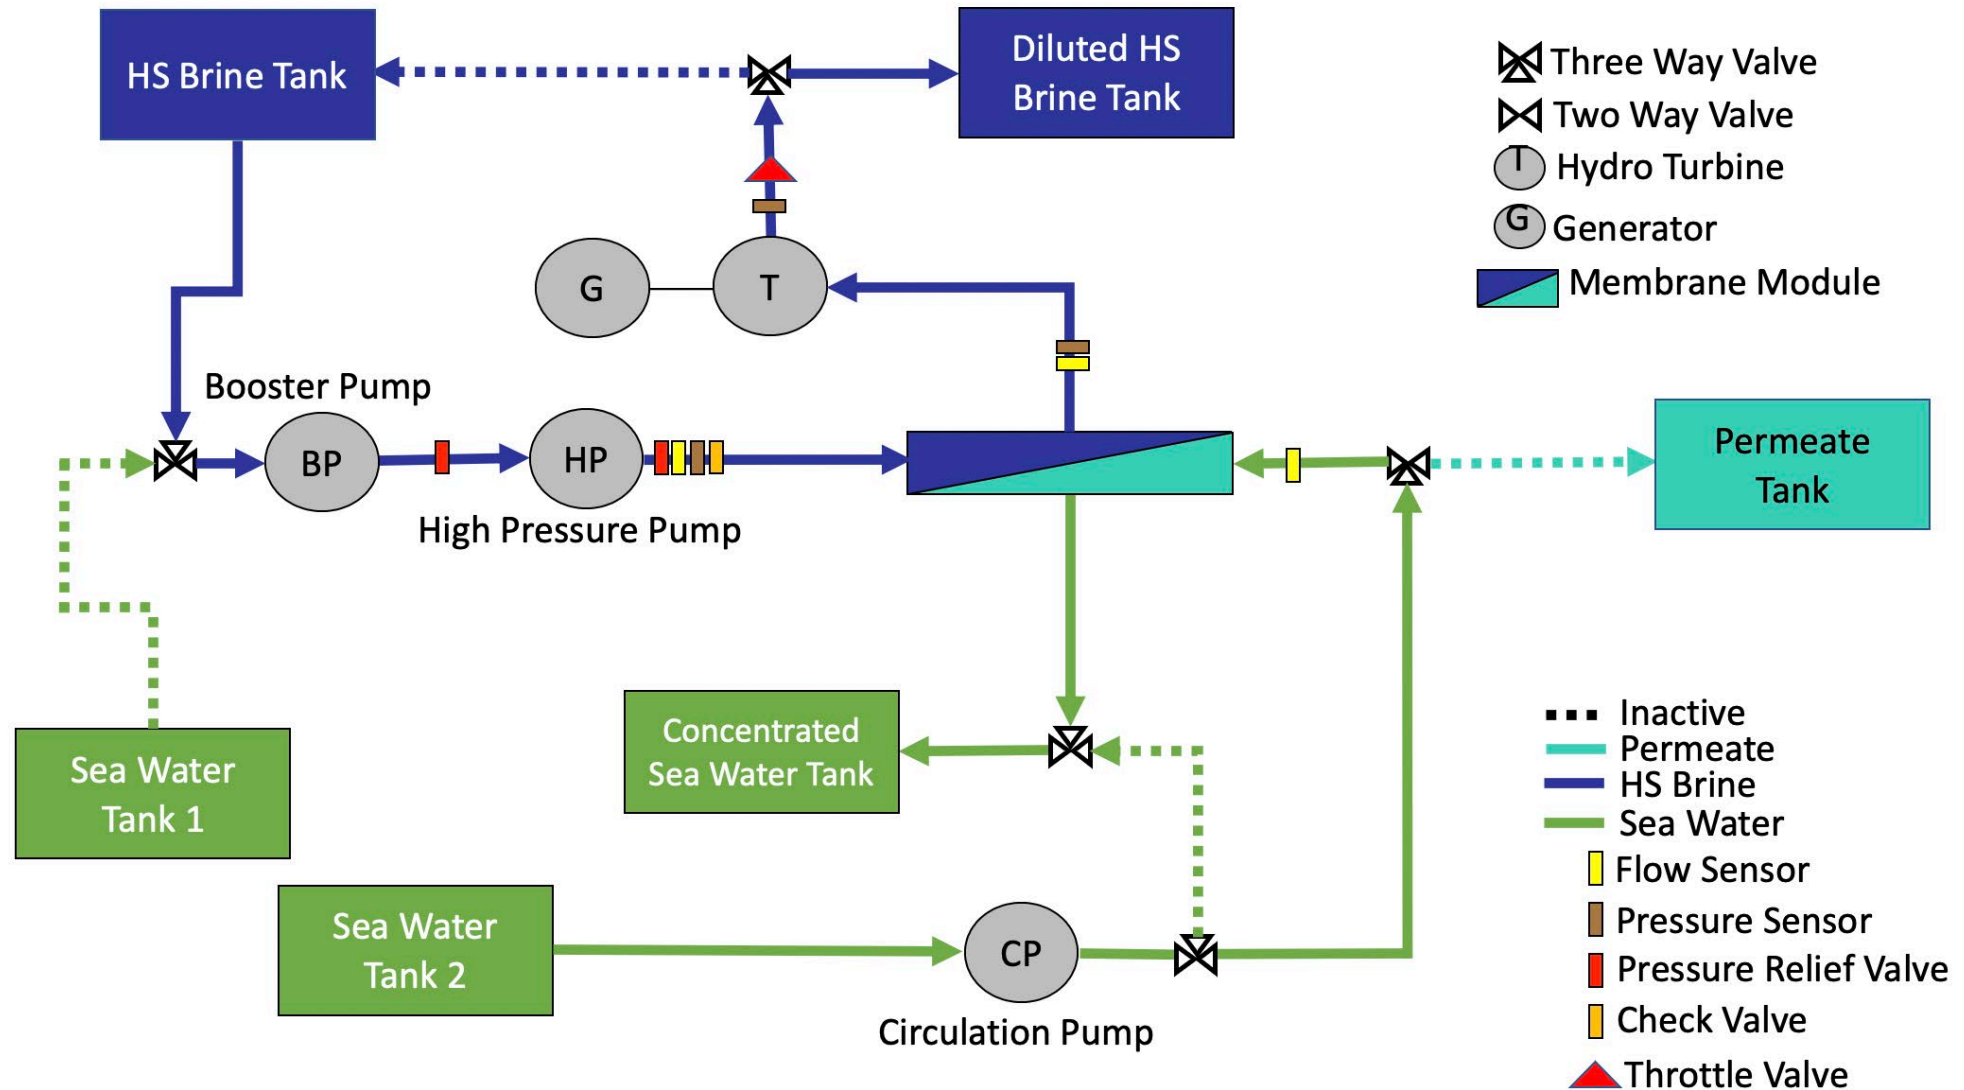 HS Brine Tank
Diluted HS
Brine Tank
Three Way Valve
Two Way Valve
T
Hydro Turbine
G
Generator
Membrane Module
G
T
Booster Pump
BP
HP
High Pressure Pump
Permeate
Tank
Sea Water
Tank 1
Concentrated
Sea Water Tank
Sea Water
Tank 2
CP
Circulation Pump
Inactive
Permeate
HS Brine
Sea Water
Flow Sensor
Pressure Sensor
Pressure Relief Valve
Check Valve
Throttle Valve